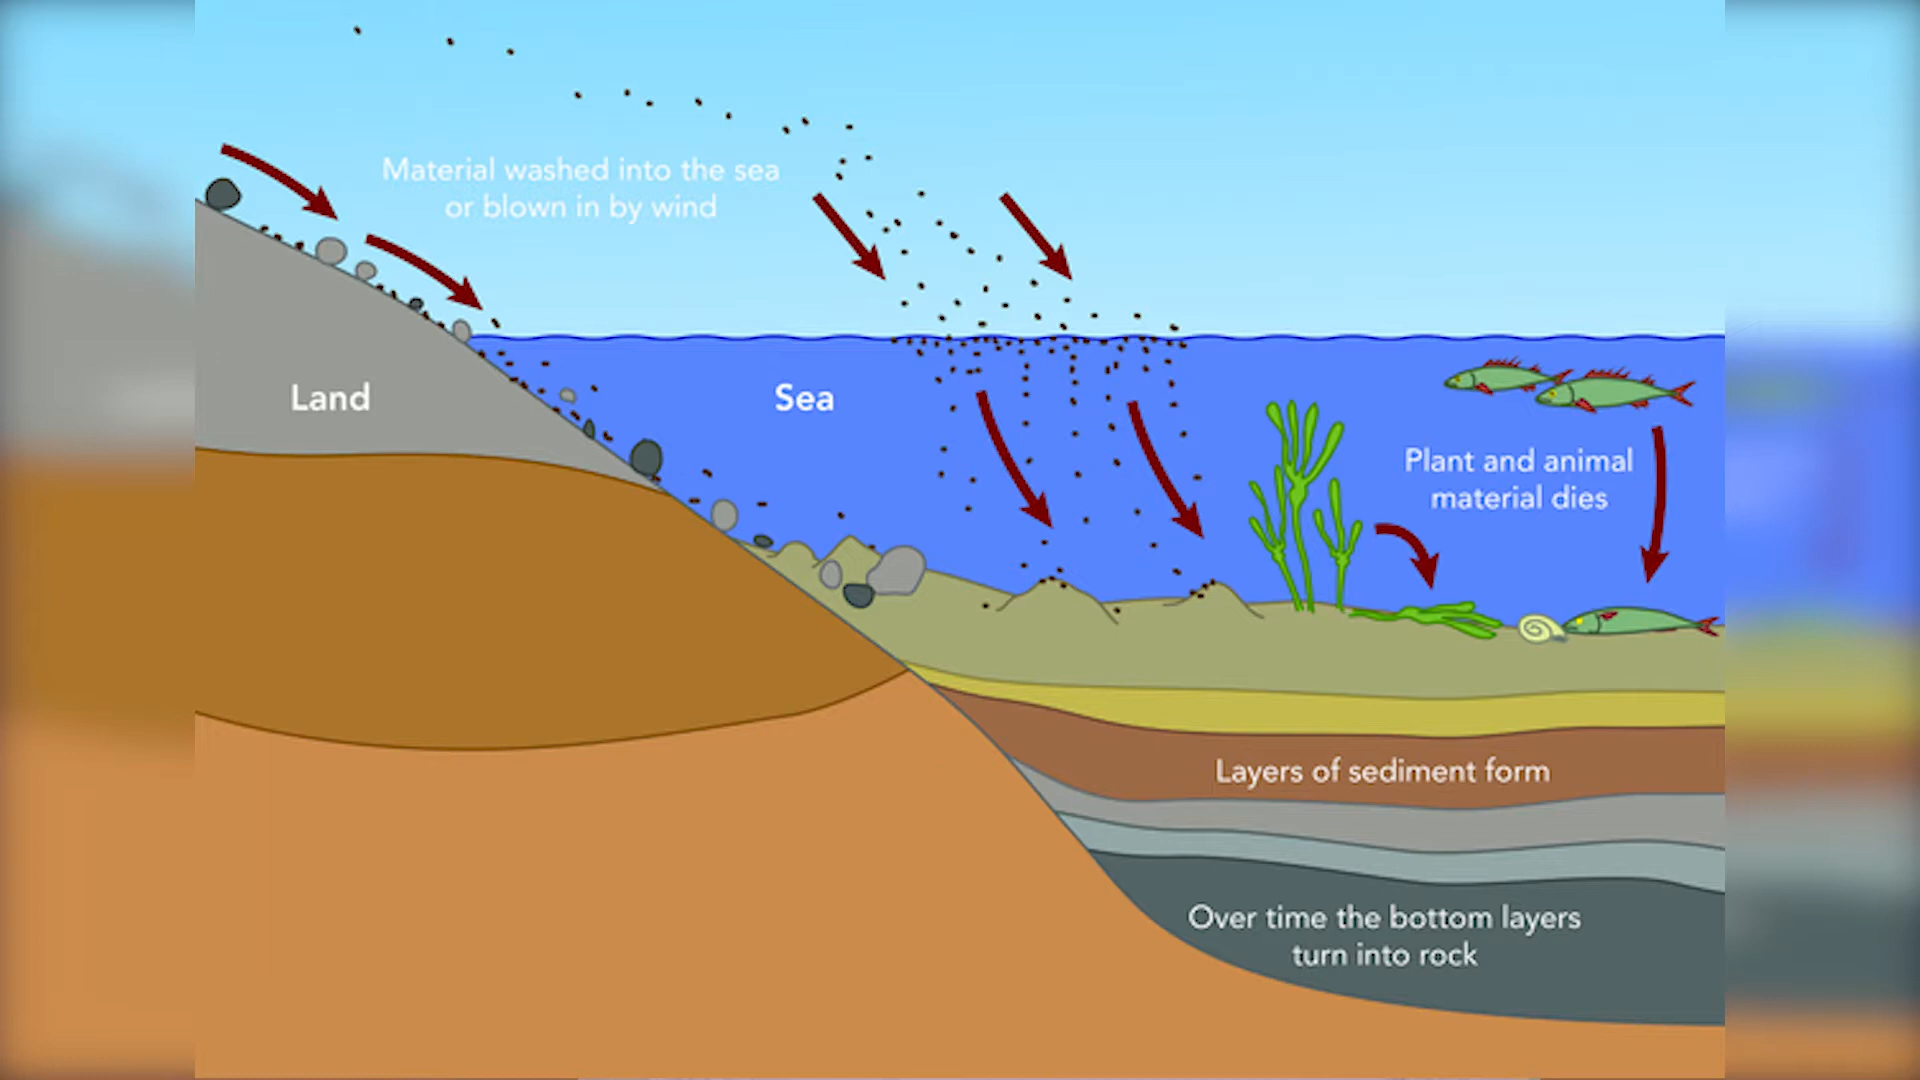 Material washed into the sea
or blown in by wind
Land
Sea
Plant and animal
material dies
Layers of sediment form
Over time the bottom layers
turn into rock